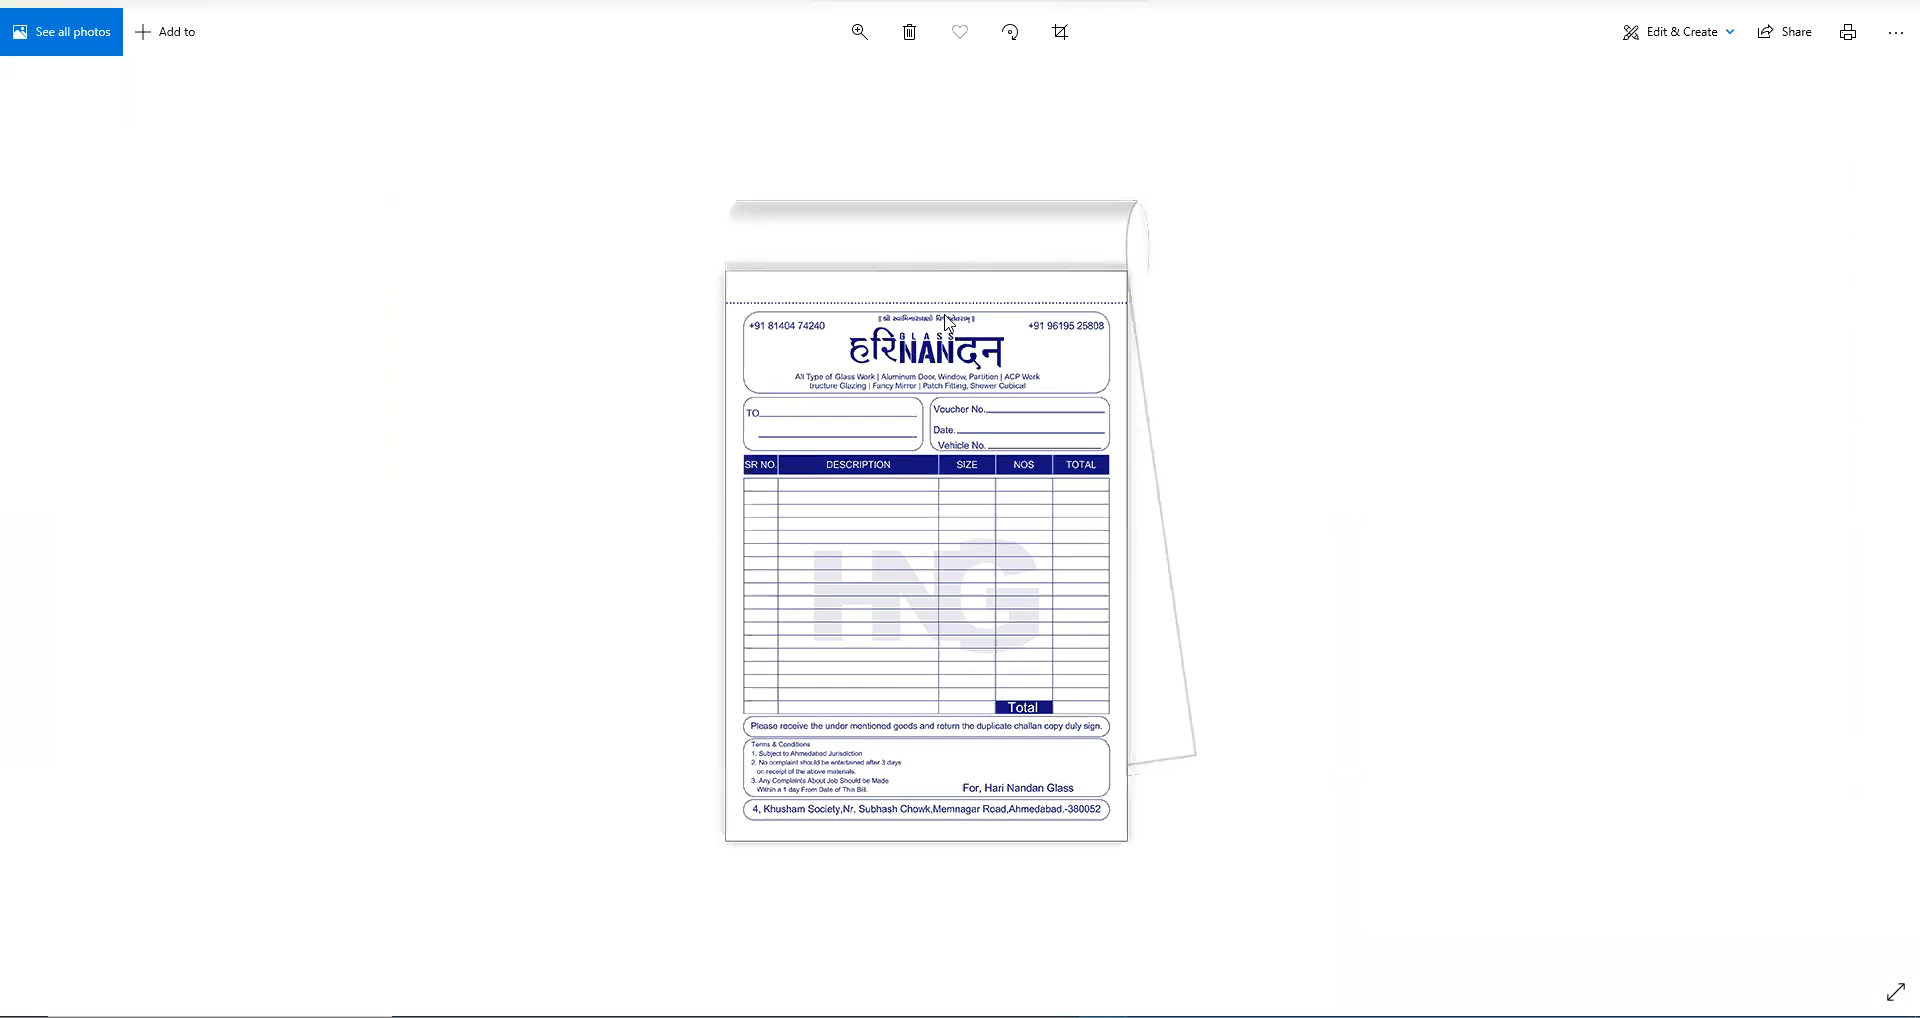 See all photos
Add to
Edit & Create
Share
+91 81404 74240
|| શ્રી સ્વામિનારાયણો
+91 96195 25808
GLASS
हरिNANदन
All Type of Glass Work | Aluminum Door, Window, Partition | ACP Work
tructure Glazing | Fancy Mirror | Patch Fitting, Shower Cubical
TO
Voucher No.
Date.
Vehicle No.
SR NO. DESCRIPTION SIZE NOS TOTAL
HNG
Total
Please receive the under mentioned goods and return the duplicate challan copy duly sign.
Terms & Conditions
1. Subject to Ahmedabad Jurisdiction
2. No complaint should be entertained after 3 days
on receipt of the above materials.
3. Any Complaints About Job Should be Made
Within a 1 day From Date of This Bill.
For, Hari Nandan Glass
4, Khusham Society,Nr. Subhash Chowk,Memnagar Road,Ahmedabad.-380052